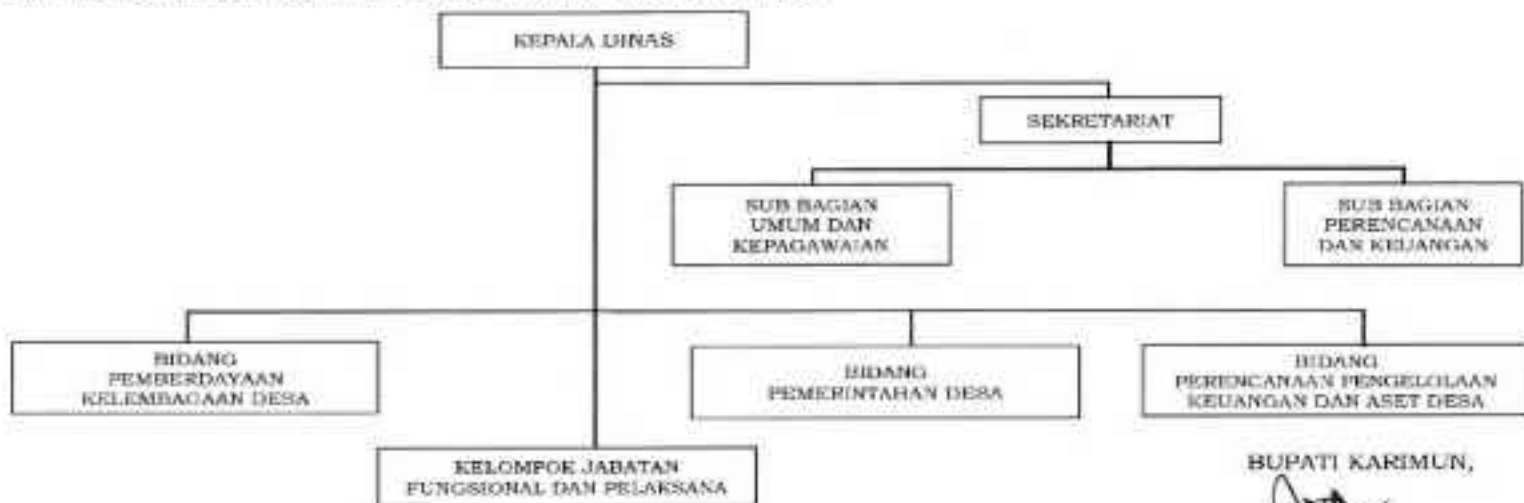 KEPALA DINAS
SEKRETARIAT
SUB BAGIAN
UMUM DAN
KEPAGAWAIAN
SUB BAGIAN
PERENCANAAN
DAN KEUANGAN
BIDANG
PEMBERDAYAAN
KELEMBAGAAN DESA
BIDANG
PEMERINTAHAN DESA
BIDANG
PERENCANAAN PENGELOLAAN
KEUANGAN DAN ASET DESA
KELOMPOK JABATAN
FUNGSIONAL DAN PELAKSANA
BUPATI KARIMUN,